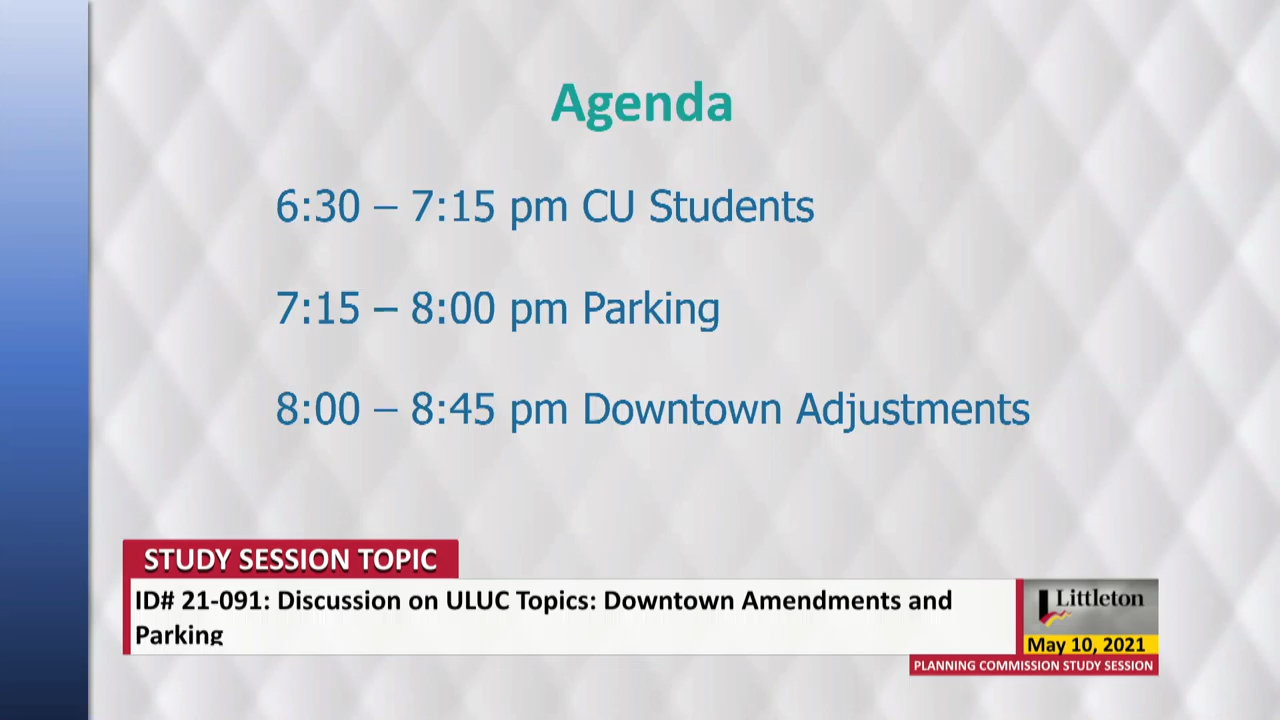 Agenda
6:30 – 7:15 pm CU Students
7:15 – 8:00 pm Parking
8:00 – 8:45 pm Downtown Adjustments
STUDY SESSION TOPIC
ID# 21-091: Discussion on ULUC Topics: Downtown Amendments and
Parking
Littleton
May 10, 2021
PLANNING COMMISSION STUDY SESSION